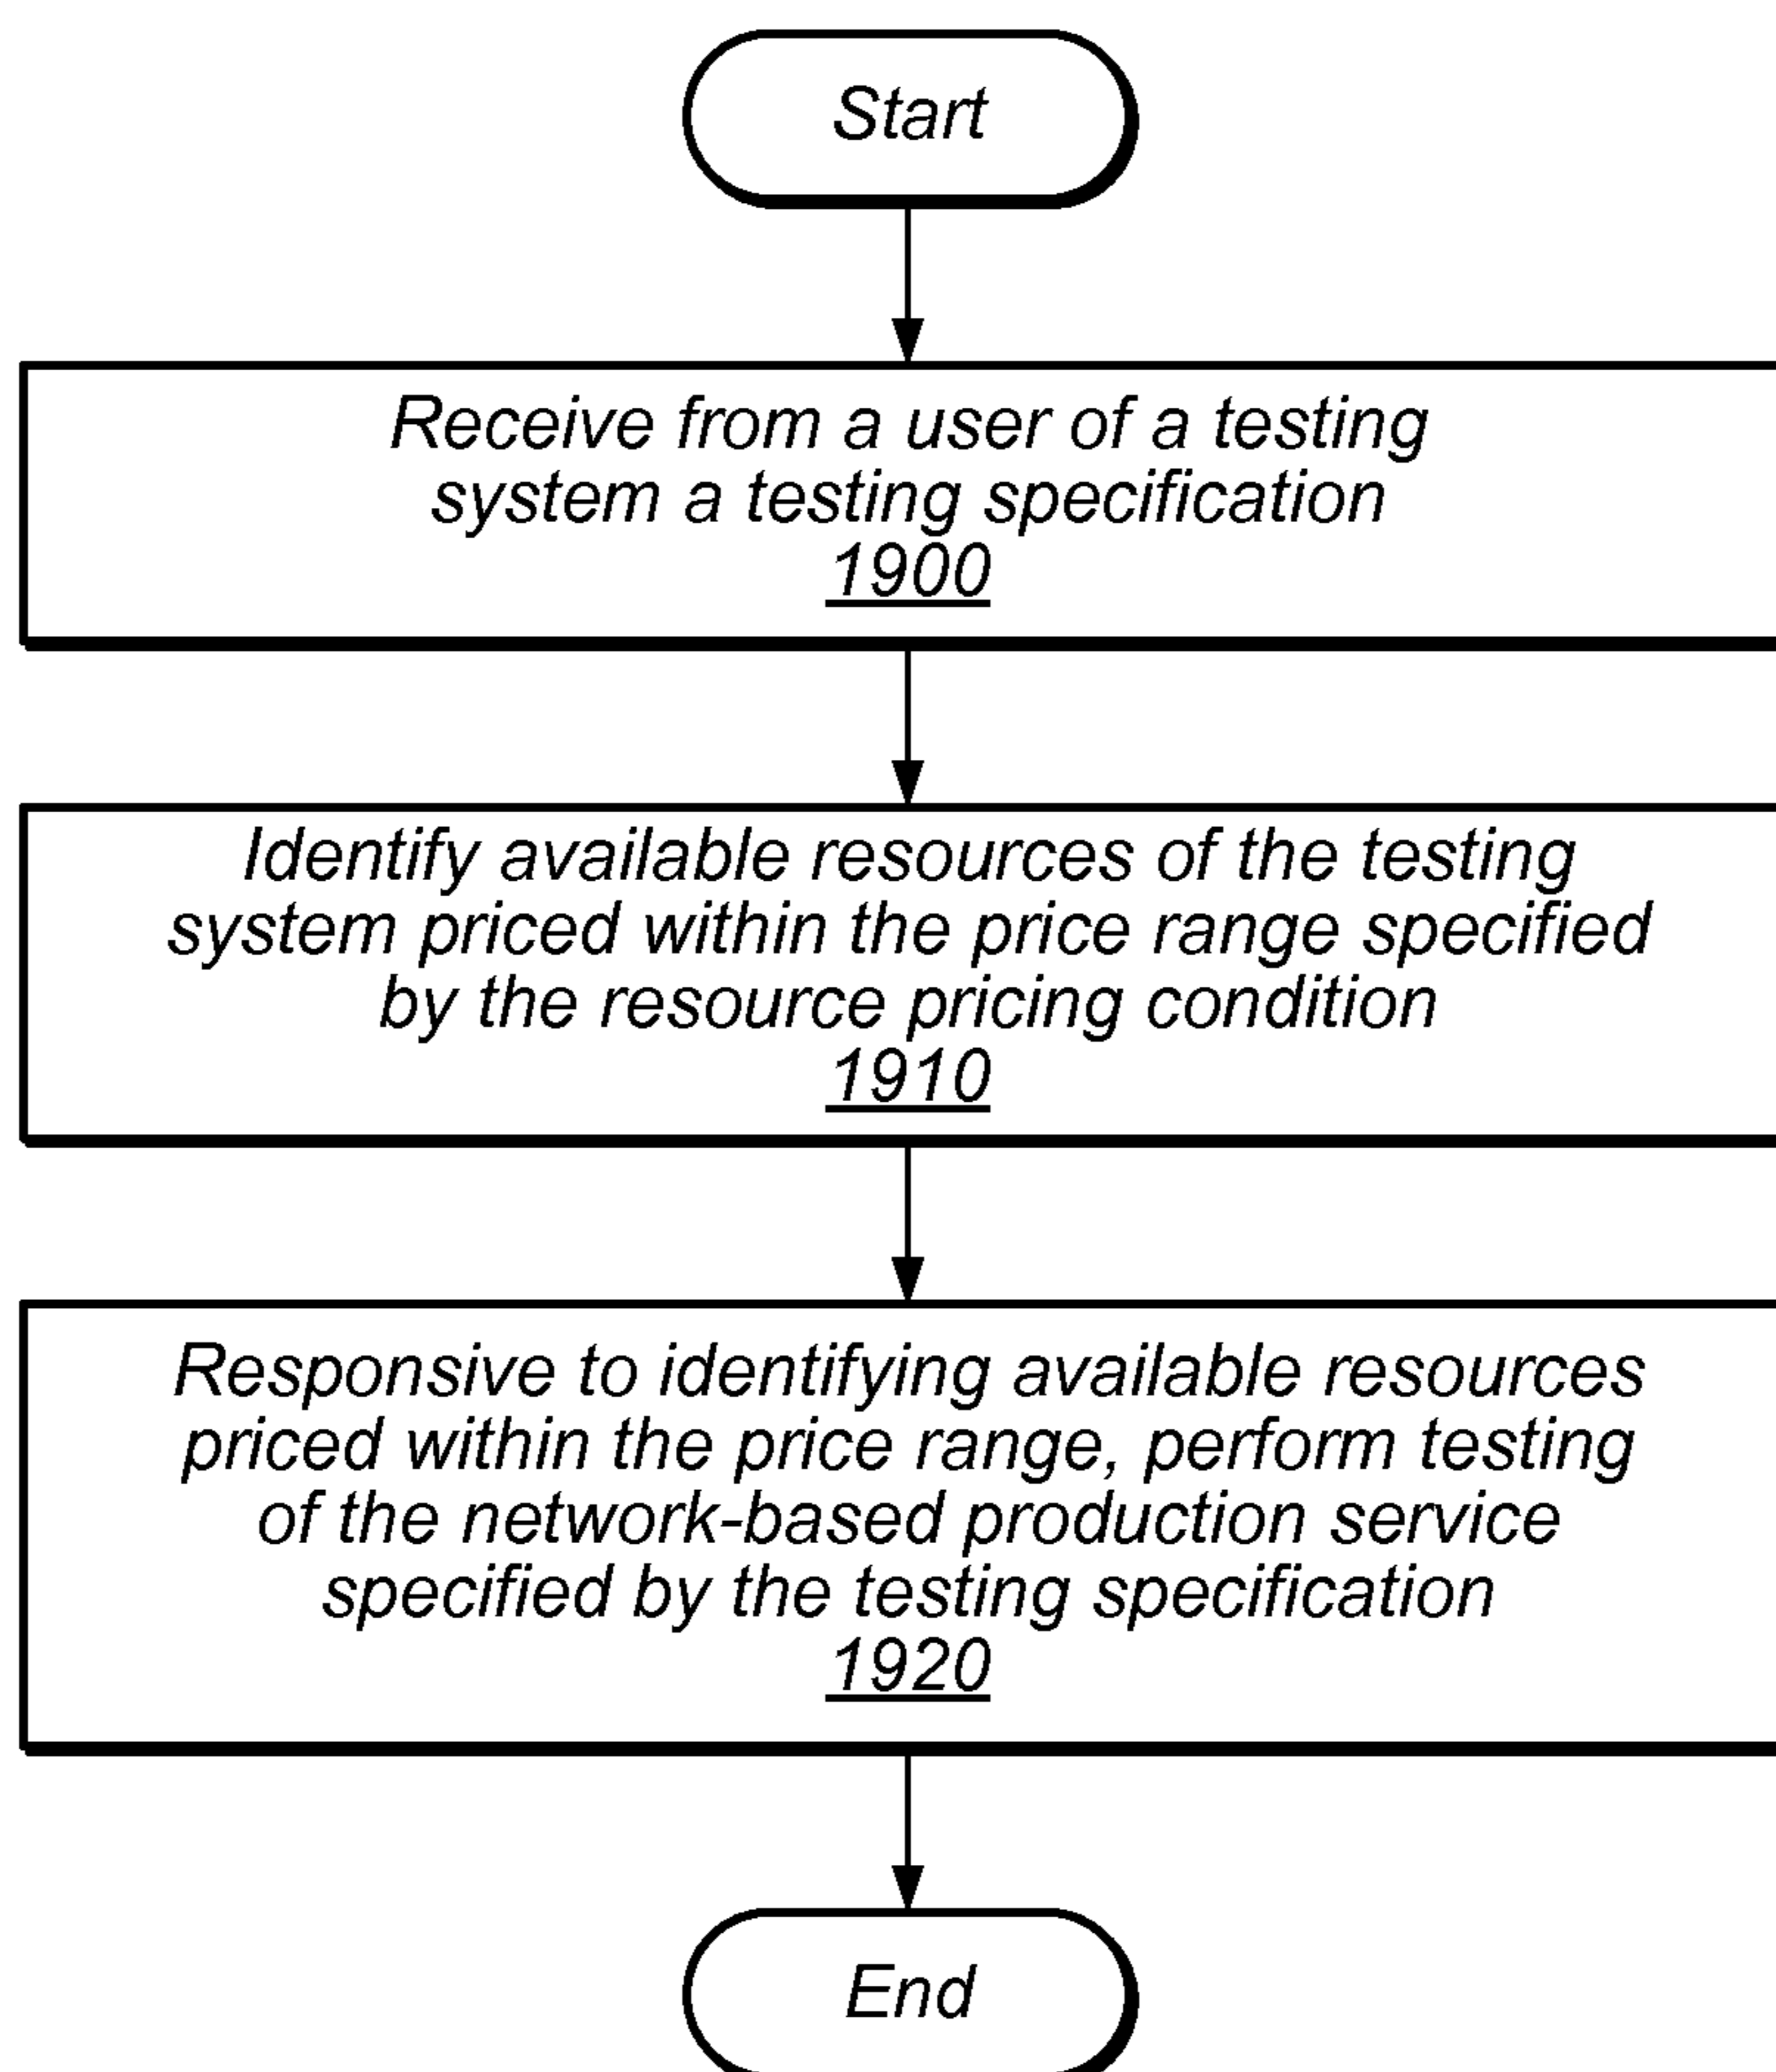 Start
Receive from a user of a testing
system a testing specification
1900
Identify available resources of the testing
system priced within the price range specified
by the resource pricing condition
1910
Responsive to identifying available resources
priced within the price range, perform testing
of the network-based production service
specified by the testing specification
1920
End